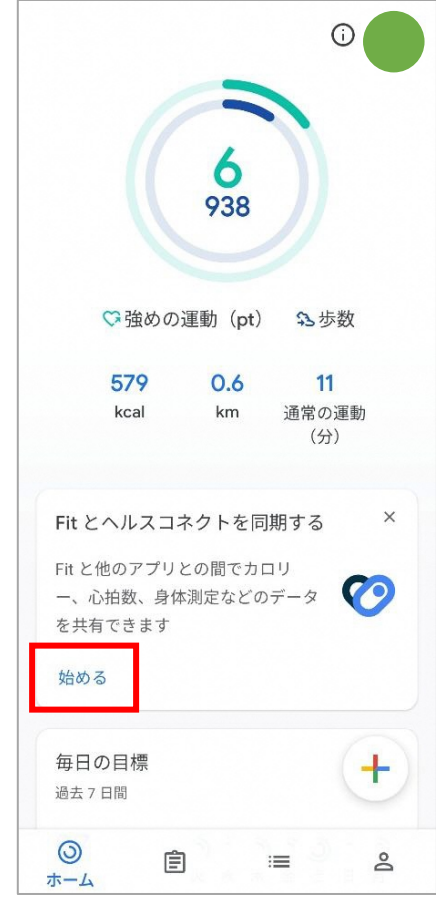 6
938
強めの運動（pt）
歩数
579
0.6
11
kcal
km
通常の運動
（分）
Fit とヘルスコネクトを同期する
Fit と他のアプリとの間でカロリ
ー、心拍数、身体測定などのデータ
を共有できます
始める
毎日の目標
過去 7 日間
ホーム